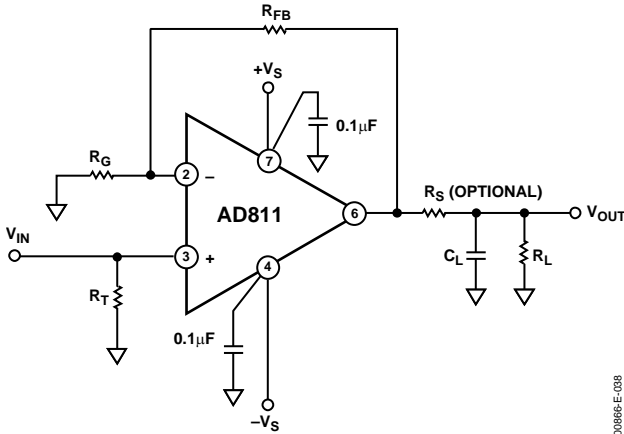 RFB
+VS
0.1μF
7
RG
2
−
AD811
6
RS (OPTIONAL)
VOUT
VIN
3
+
4
CL
RL
RT
0.1μF
−VS
00866-E-038